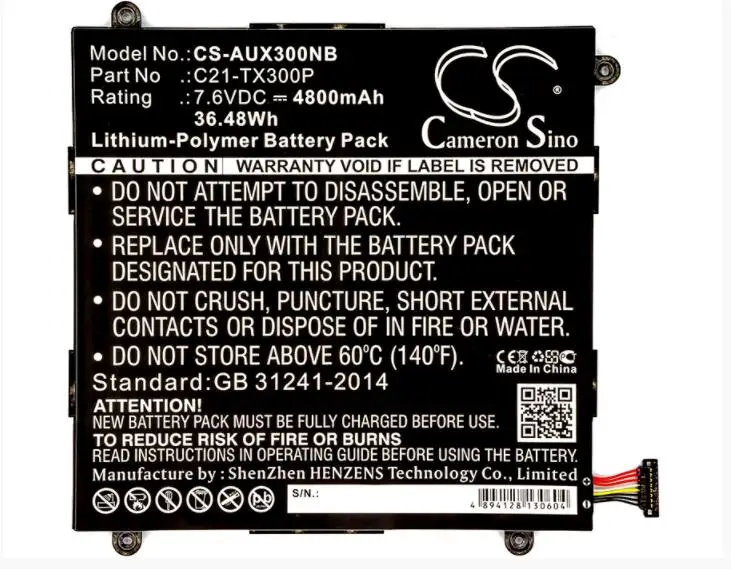 Model No.:CS-AUX300NB
Part No. :C21-TX300P
Rating :7.6VDC ⎓ 4800mAh
36.48Wh
Lithium-Polymer Battery Pack
Cameron Sino
®
CAUTION WARRANTY VOID IF LABEL IS REMOVED
• DO NOT ATTEMPT TO DISASSEMBLE, OPEN OR
SERVICE THE BATTERY PACK.
• REPLACE ONLY WITH THE BATTERY PACK
DESIGNATED FOR THIS PRODUCT.
• DO NOT CRUSH, PUNCTURE, SHORT EXTERNAL
CONTACTS OR DISPOSE OF IN FIRE OR WATER.
• DO NOT STORE ABOVE 60°C (140°F).
CE
Made In China
Standard:GB 31241-2014
ATTENTION!
NEW BATTERY PACK MUST BE FULLY CHARGED BEFORE USE.
TO REDUCE RISK OF FIRE OR BURNS
READ INSTRUCTIONS IN OPERATING GUIDE BEFORE USE.
Manufacture by : ShenZhen HENZENS Technology Co., Limited
Pb
S/N.:
4 894128 130604
+
-